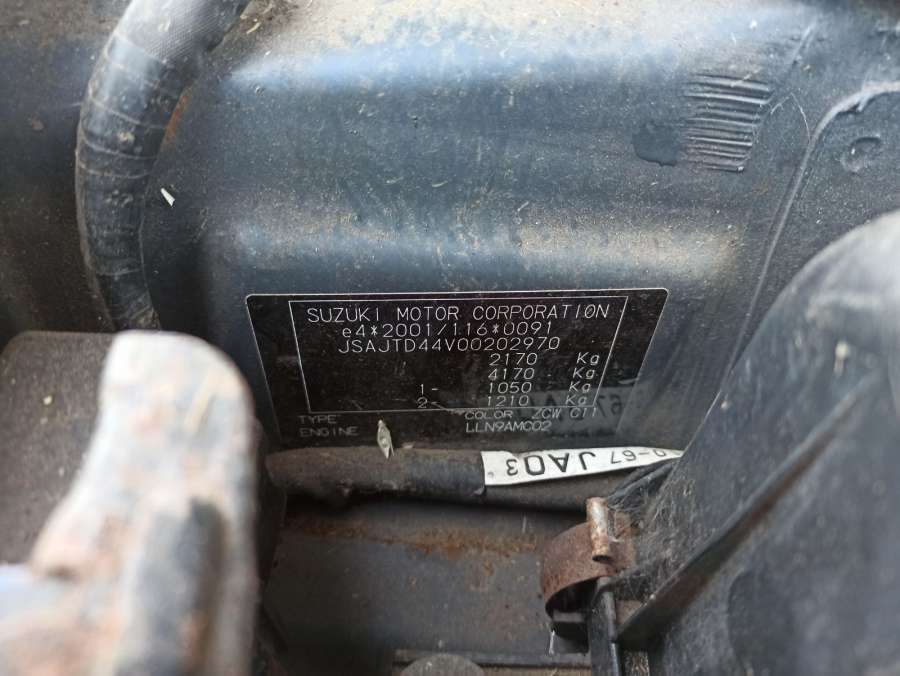 SUZUKI MOTOR CORPORATION
e4*2001/116*0091
JSAJTD44V00202970
2170 Kg
4170 Kg
1- 1050 Kg
2- 1210 Kg
TYPE COLOR ZCW C11
ENGINE LLN9AMC02
-67 JA03